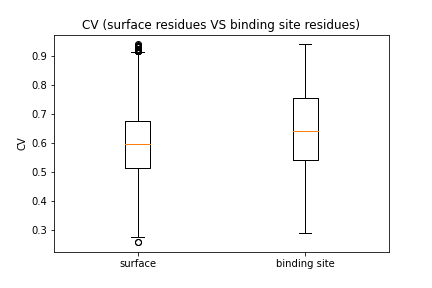 CV (surface residues VS binding site residues)
0.9
0.8
0.7
0.6
0.5
0.4
0.3
CV
surface
binding site